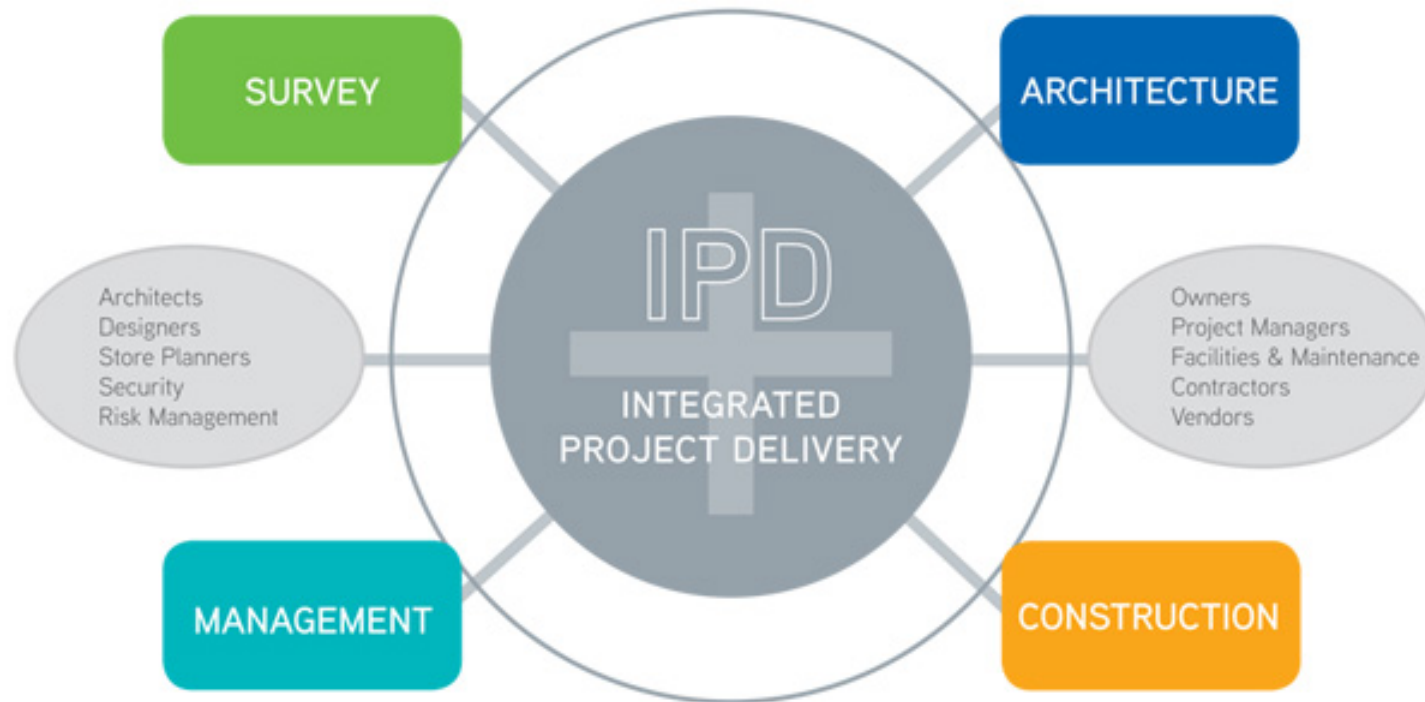 SURVEY
ARCHITECTURE
IPD
INTEGRATED
PROJECT DELIVERY
Architects
Designers
Store Planners
Security
Risk Management
Owners
Project Managers
Facilities & Maintenance
Contractors
Vendors
MANAGEMENT
CONSTRUCTION